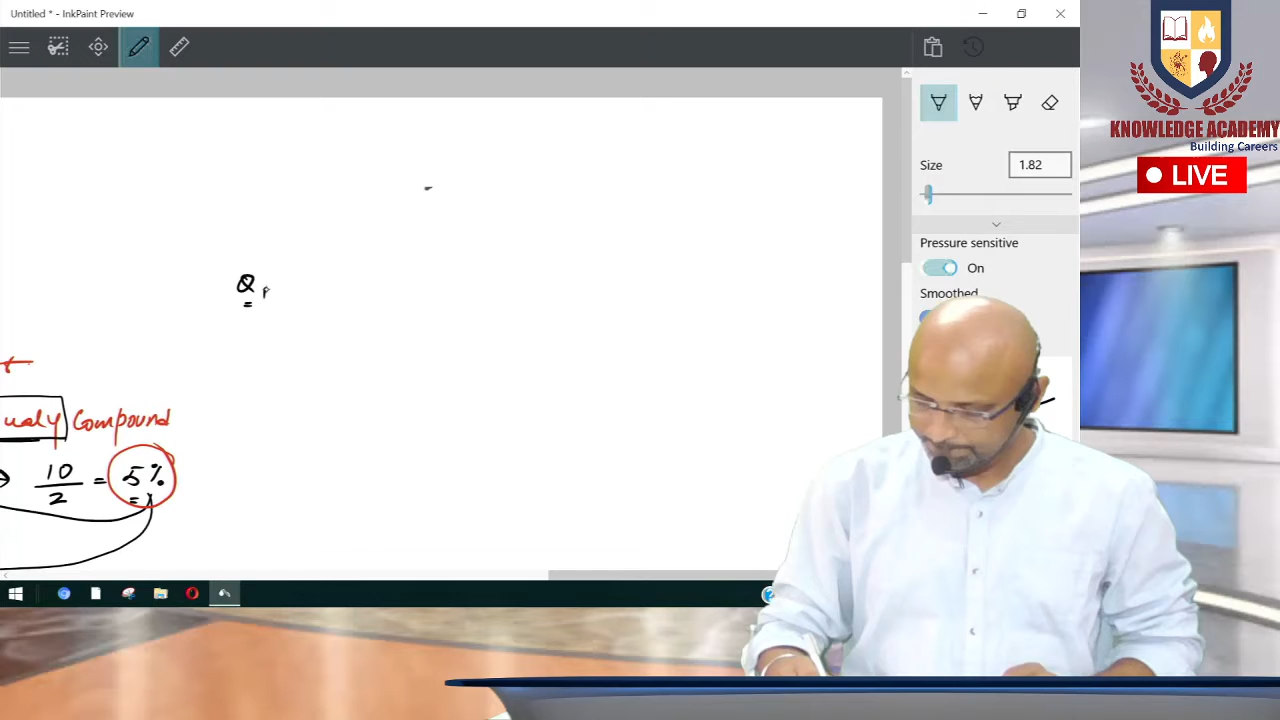 Untitled * - InkPaint Preview
KNOWLEDGE ACADEMY
Building Careers
LIVE
Size 1.82
Pressure sensitive
On
Smoothed
Q
Compound
10/2 = 5%